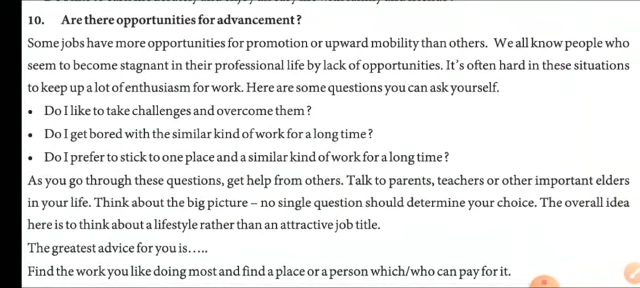 10. Are there opportunities for advancement?
Some jobs have more opportunities for promotion or upward mobility than others. We all know people who
seem to become stagnant in their professional life by lack of opportunities. It's often hard in these situations
to keep up a lot of enthusiasm for work. Here are some questions you can ask yourself.
• Do I like to take challenges and overcome them?
• Do I get bored with the similar kind of work for a long time?
• Do I prefer to stick to one place and a similar kind of work for a long time?
As you go through these questions, get help from others. Talk to parents, teachers or other important elders
in your life. Think about the big picture – no single question should determine your choice. The overall idea
here is to think about a lifestyle rather than an attractive job title.
The greatest advice for you is.....
Find the work you like doing most and find a place or a person which/who can pay for it.